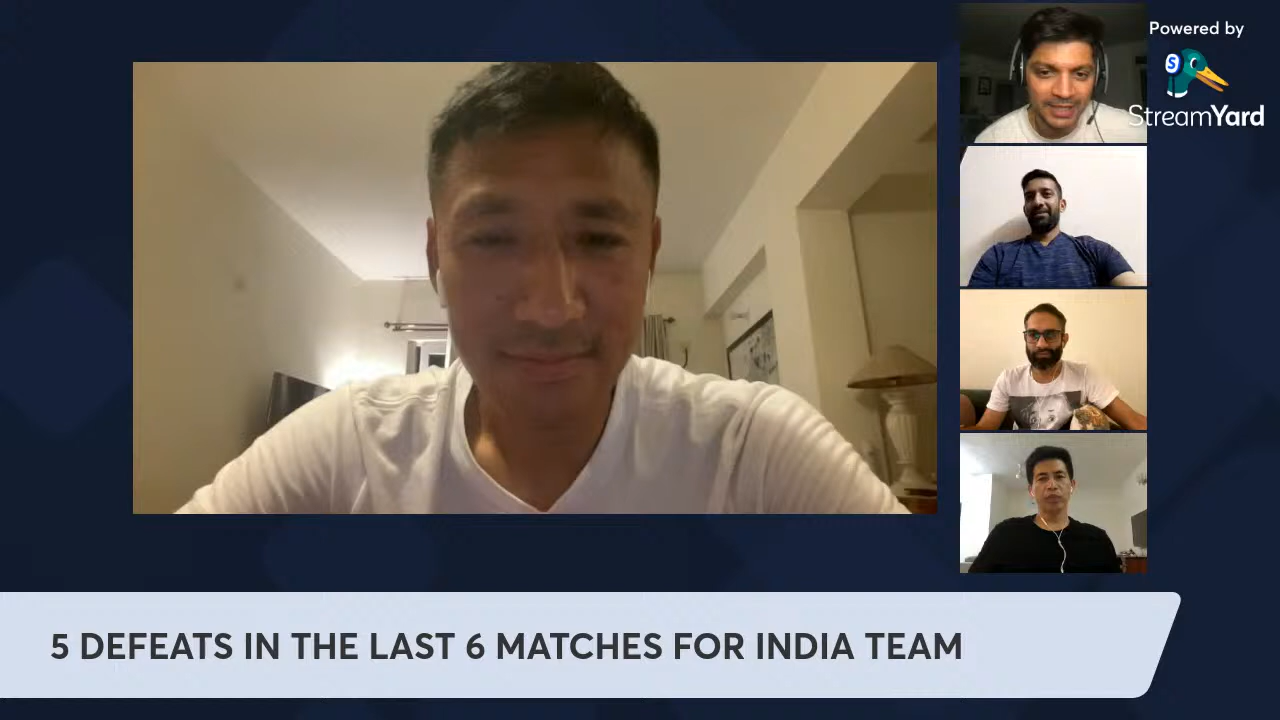 Powered by
S
StreamYard
5 DEFEATS IN THE LAST 6 MATCHES FOR INDIA TEAM